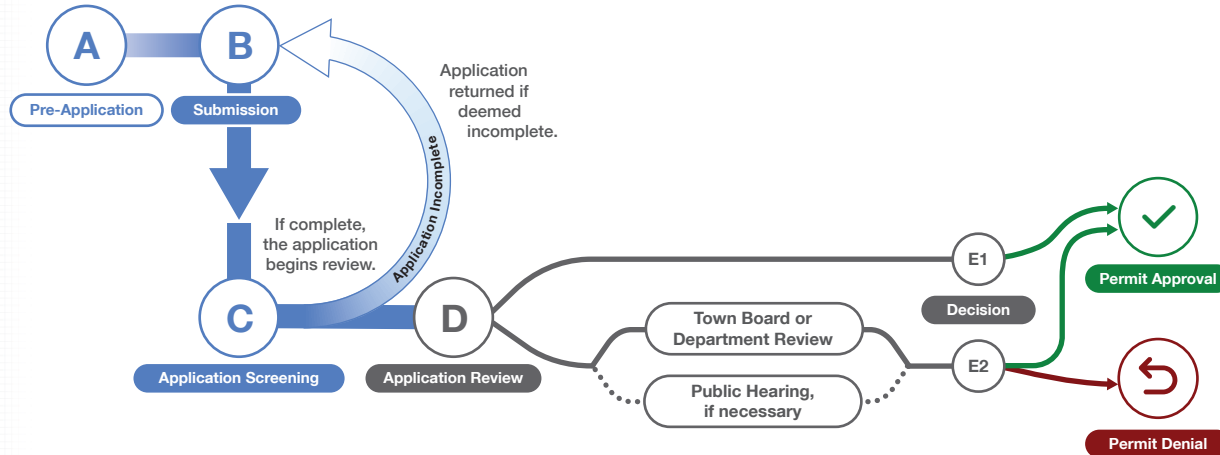 A
B
Pre-Application
Submission
Application
returned if
deemed
incomplete.
Application Incomplete
If complete,
the application
begins review.
C
D
Application Screening
Application Review
Town Board or
Department Review
Public Hearing,
if necessary
E1
Decision
E2
Permit Approval
Permit Denial